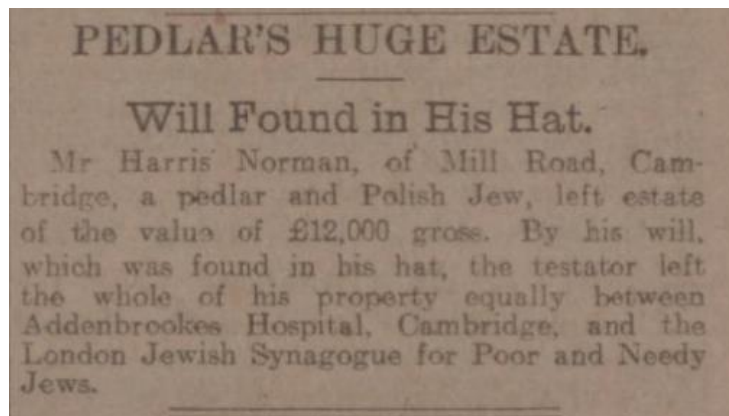 PEDLAR'S HUGE ESTATE.
Will Found in His Hat.
Mr Harris Norman, of Mill Road, Cam-
bridge, a pedlar and Polish Jew, left estate
of the value of £12,000 gross. By his will,
which was found in his hat, the testator left
the whole of his property equally between
Addenbrookes Hospital, Cambridge, and the
London Jewish Synagogue for Poor and Needy
Jews.